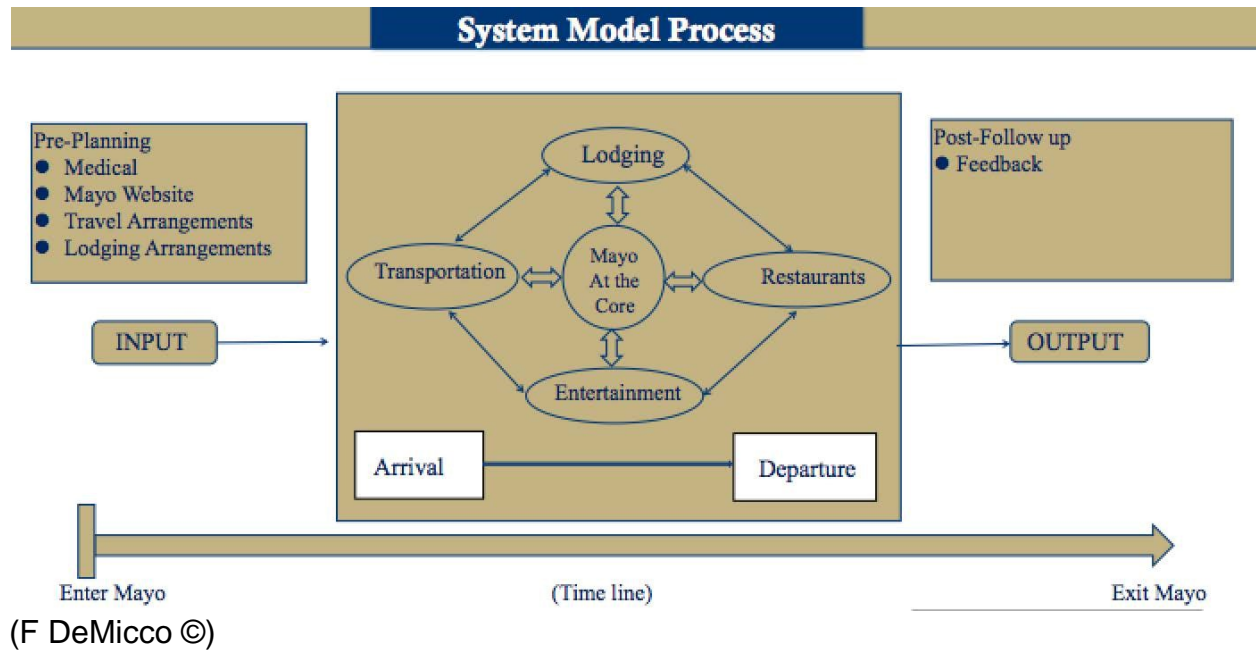 System Model Process
Pre-Planning
● Medical
● Mayo Website
● Travel Arrangements
● Lodging Arrangements
INPUT
Lodging
Transportation
Mayo
At the
Core
Restaurants
Entertainment
Arrival
Departure
Post-Follow up
● Feedback
OUTPUT
Enter Mayo
(Time line)
Exit Mayo
(F DeMicco ©)